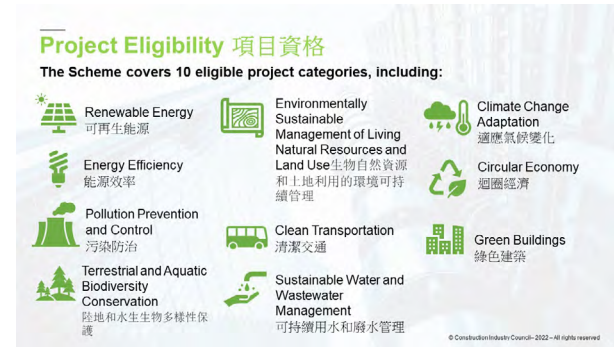 Project Eligibility 項目資格
The Scheme covers 10 eligible project categories, including:
Renewable Energy
可再生能源
Energy Efficiency
能源效率
Pollution Prevention
and Control
污染防治
Terrestrial and Aquatic
Biodiversity
Conservation
陸地和水生生物多樣性保
護
Environmentally
Sustainable
Management of Living
Natural Resources and
Land Use生物自然資源
和土地利用的環境可持
續管理
Clean Transportation
清潔交通
Sustainable Water and
Wastewater
Management
可持續用水和廢水管理
Climate Change
Adaptation
適應氣候變化
Circular Economy
迴圈經濟
Green Buildings
綠色建築
© Construction Industry Council– 2022 – All rights reserved